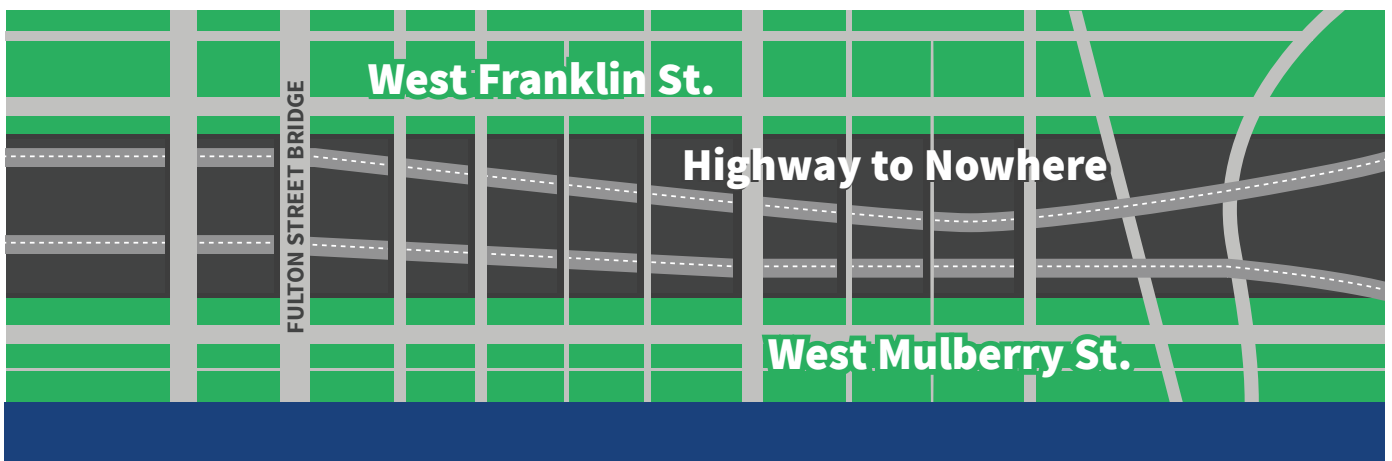 West Franklin St.
FULTON STREET BRIDGE
Highway to Nowhere
West Mulberry St.